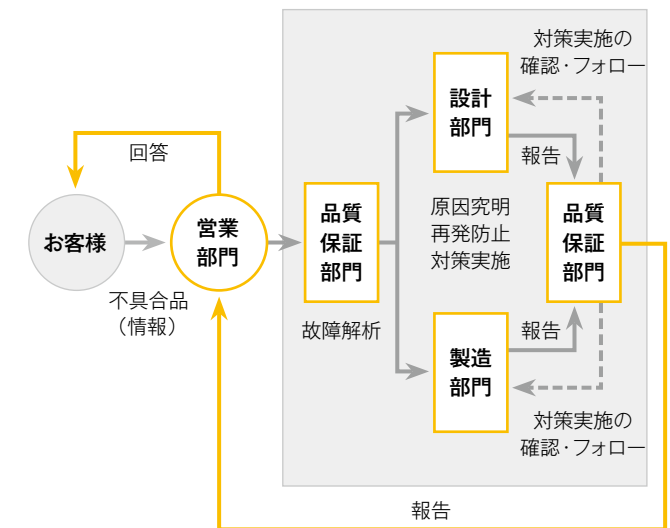 対策実施の
確認・フォロー
設計
部門
回答
報告
お客様
営業
部門
品質
保証
部門
原因究明
再発防止
対策実施
品質
保証
部門
不具合品
（情報）
故障解析
報告
製造
部門
対策実施の
確認・フォロー
報告